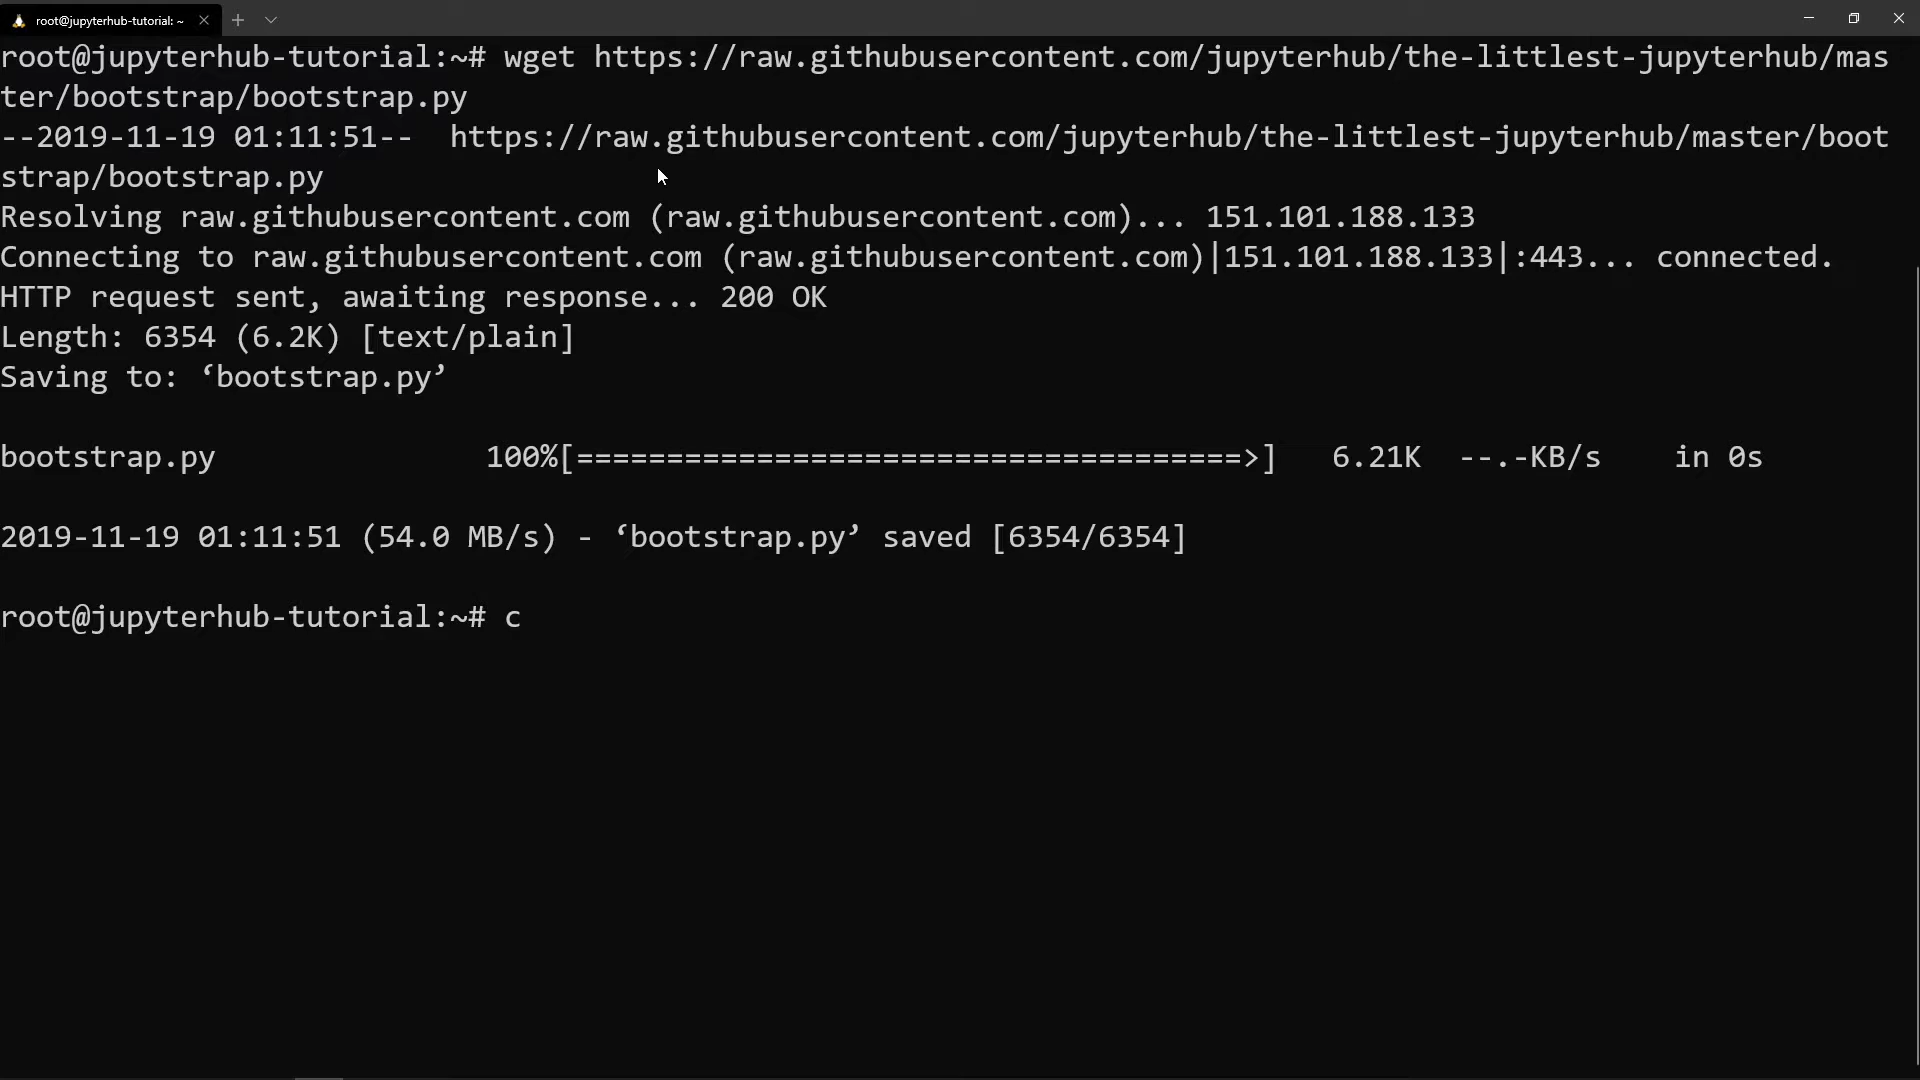 root@jupyterhub-tutorial: ~
root@jupyterhub-tutorial:~# wget https://raw.githubusercontent.com/jupyterhub/the-littlest-jupyterhub/mas
ter/bootstrap/bootstrap.py
--2019-11-19 01:11:51--  https://raw.githubusercontent.com/jupyterhub/the-littlest-jupyterhub/master/boot
strap/bootstrap.py
Resolving raw.githubusercontent.com (raw.githubusercontent.com)... 151.101.188.133
Connecting to raw.githubusercontent.com (raw.githubusercontent.com)|151.101.188.133|:443... connected.
HTTP request sent, awaiting response... 200 OK
Length: 6354 (6.2K) [text/plain]
Saving to: ‘bootstrap.py’
bootstrap.py               100%[=====================================>]   6.21K  --.-KB/s    in 0s
2019-11-19 01:11:51 (54.0 MB/s) - ‘bootstrap.py’ saved [6354/6354]
root@jupyterhub-tutorial:~# c